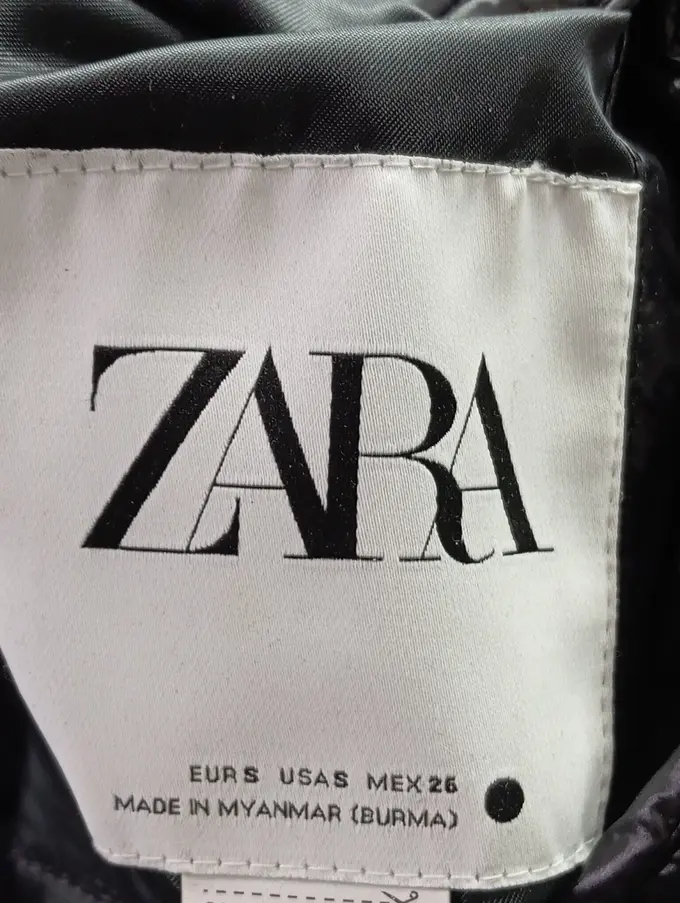 ZARA
EUR S USA S MEX 26
MADE IN MYANMAR (BURMA)